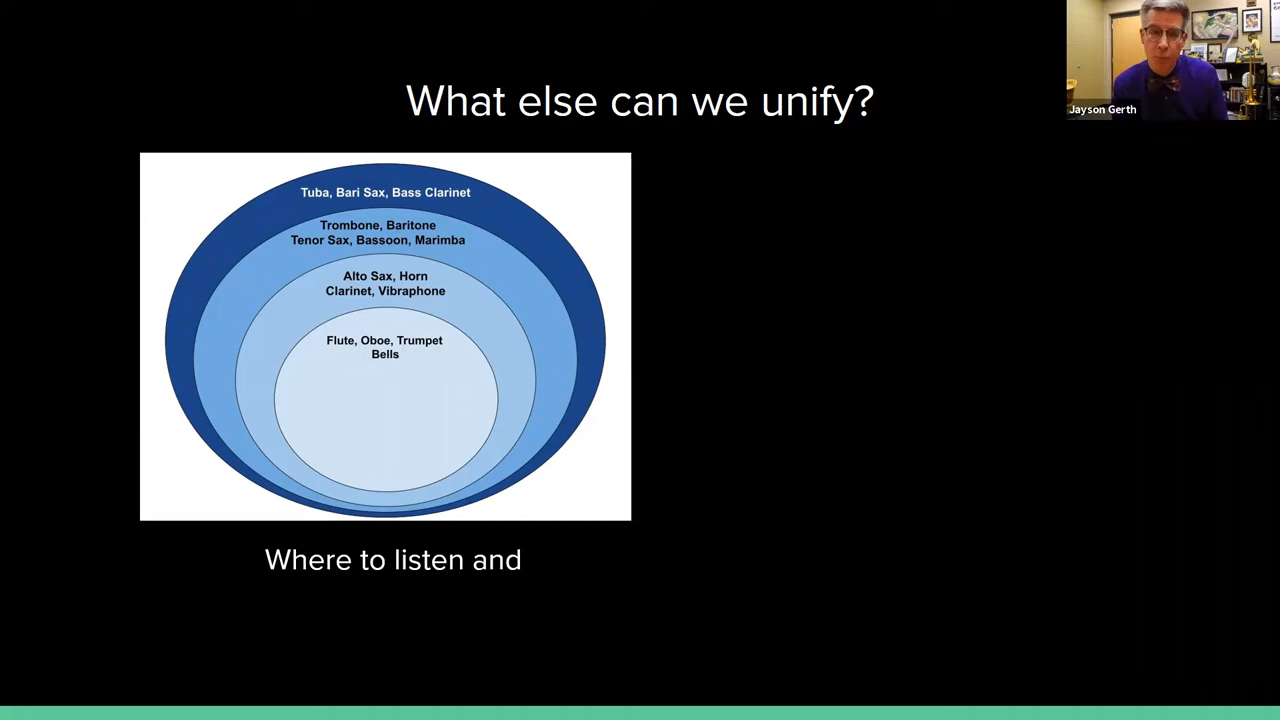 What else can we unify?
Jayson Gerth
Tuba, Bari Sax, Bass Clarinet
Trombone, Baritone
Tenor Sax, Bassoon, Marimba
Alto Sax, Horn
Clarinet, Vibraphone
Flute, Oboe, Trumpet
Bells
Where to listen and